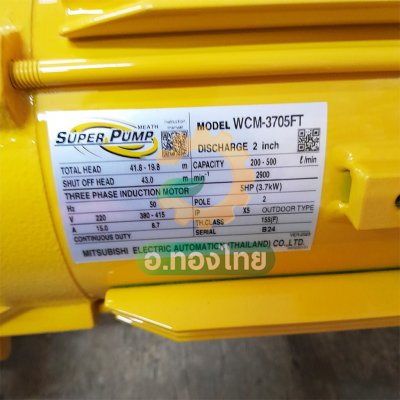 MEATH
SUPER PUMP
Instruction manual
MODEL WCM-3705FT
DISCHARGE 2 inch
TOTAL HEAD 41.8 - 19.8 m CAPACITY 200 - 500 ℓ/min
SHUT OFF HEAD 43.0 m min⁻¹ 2900
THREE PHASE INDUCTION MOTOR 5HP (3.7kW)
Hz 50 POLE 2
V 220 380 - 415 IP X5 OUTDOOR TYPE
A 15.0 8.7 TH.CLASS 155(F)
CONTINUOUS DUTY SERIAL B24
MITSUBISHI ELECTRIC AUTOMATION (THAILAND) CO.,LTD.
อ.ทองไทย